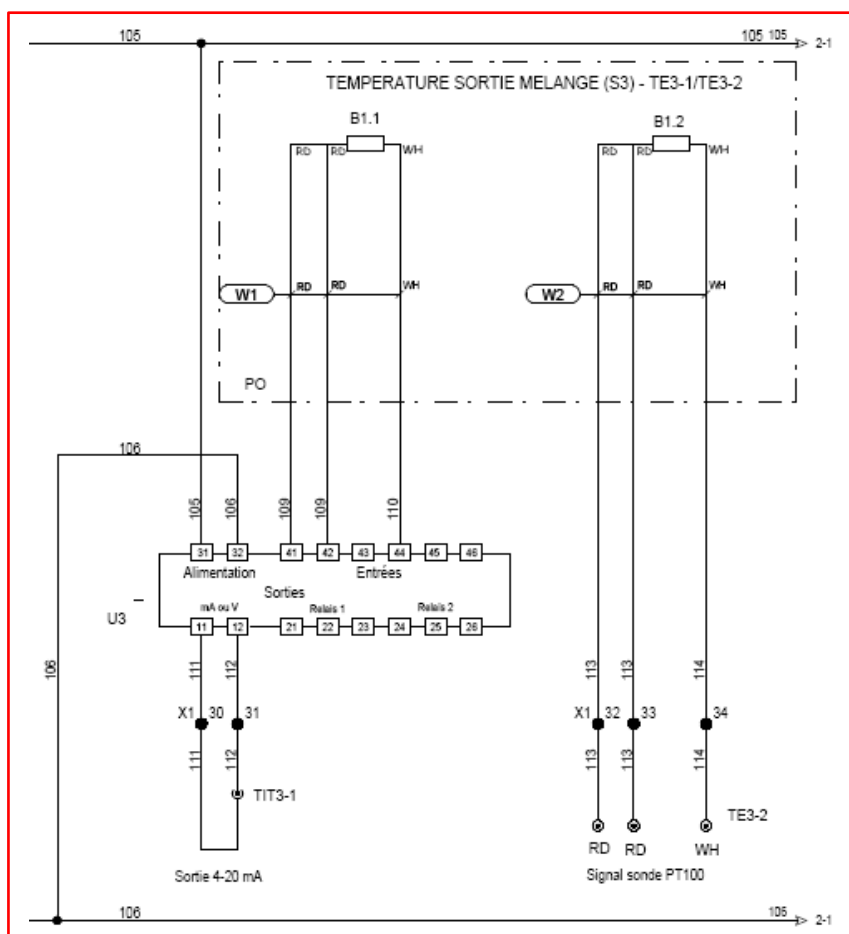 105 105 105 2-1
TEMPERATURE SORTIE MELANGE (S3) - TE3-1/TE3-2
B1.1 B1.2
RD RD WH RD RD WH
W1 RD RD WH W2 RD RD WH
PO
106
105 106 109 109 110
31 32 41 42 43 44 45 46
Alimentation Entrées
Sorties
mA ou V Relais 1 Relais 2
U3
11 12 21 22 23 24 25 26
106 111 112 113 113 114
X1 30 31 X1 32 33 34
111 112 113 113 114
TIT3-1 TE3-2
RD RD WH
Sortie 4-20 mA Signal sonde PT100
106 106 2-1